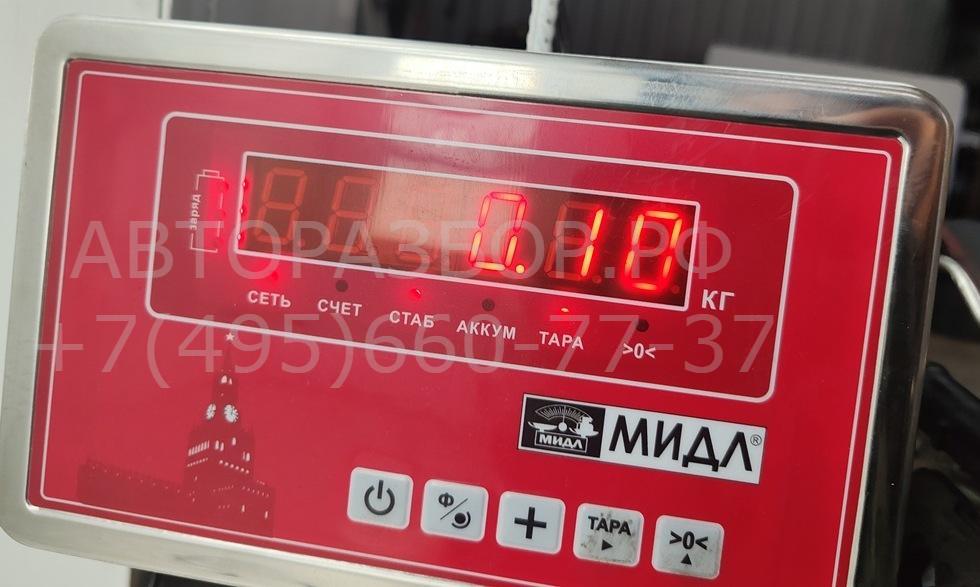 заряд
0.10
КГ
СЕТЬ СЧЕТ СТАБ АККУМ ТАРА >0<
АВТОРАЗБОР.РФ
+7(495)660-77-37
МИДЛ МИДЛ®
Ф + ТАРА >0<